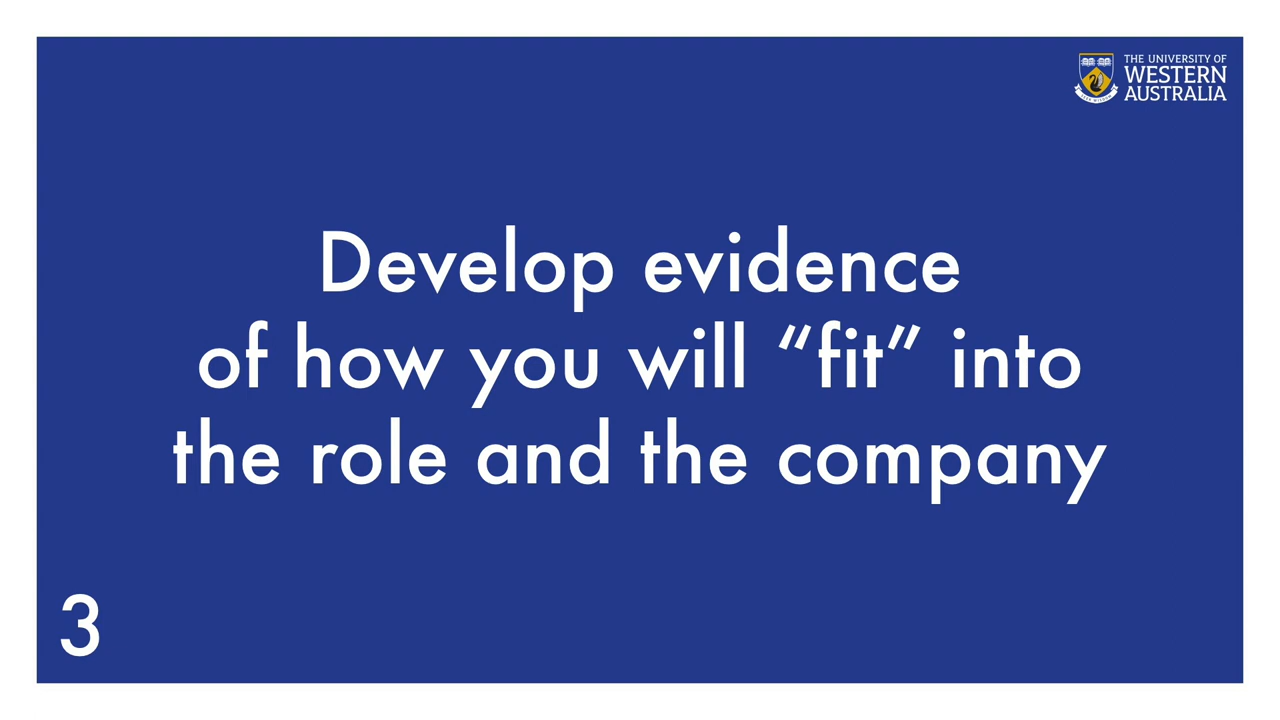 THE UNIVERSITY OF
WESTERN
AUSTRALIA
Develop evidence
of how you will “fit” into
the role and the company
3